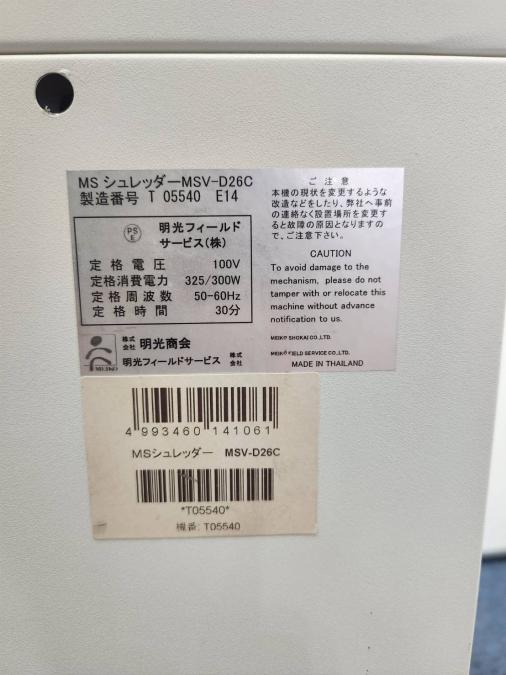 MS シュレッダーMSV-D26C
製造番号 T 05540 E14
PS
E
明光フィールド
サービス(株)
定格電圧 100V
定格消費電力 325/300W
定格周波数 50-60Hz
定格時間 30分
株式
会社 明光商会
明光フィールドサービス 株式
会社
ご注意
本機の現状を変更するような
改造などをしたり、弊社へ事前
の連絡なく設置場所を変更す
ると故障の原因となりますの
で、ご注意下さい。
CAUTION
To avoid damage to the
mechanism, please do not
tamper with or relocate this
machine without advance
notification to us.
MEIKO SHOKAI CO.,LTD.
MEIKO FIELD SERVICE CO.,LTD.
MADE IN THAILAND
4 993460 141061
MSシュレッダー MSV-D26C
*T05540*
機番: T05540